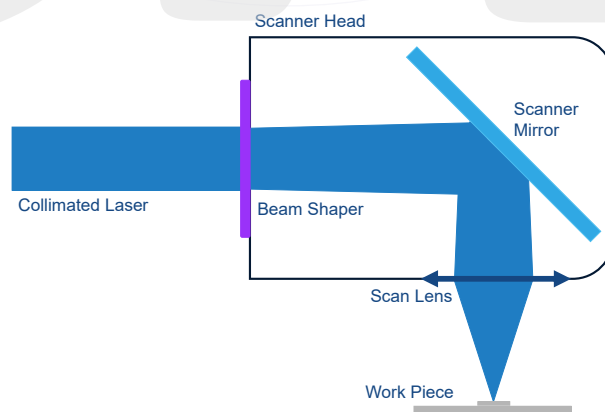 Scanner Head
Scanner
Mirror
Collimated Laser
Beam Shaper
Scan Lens
Work Piece